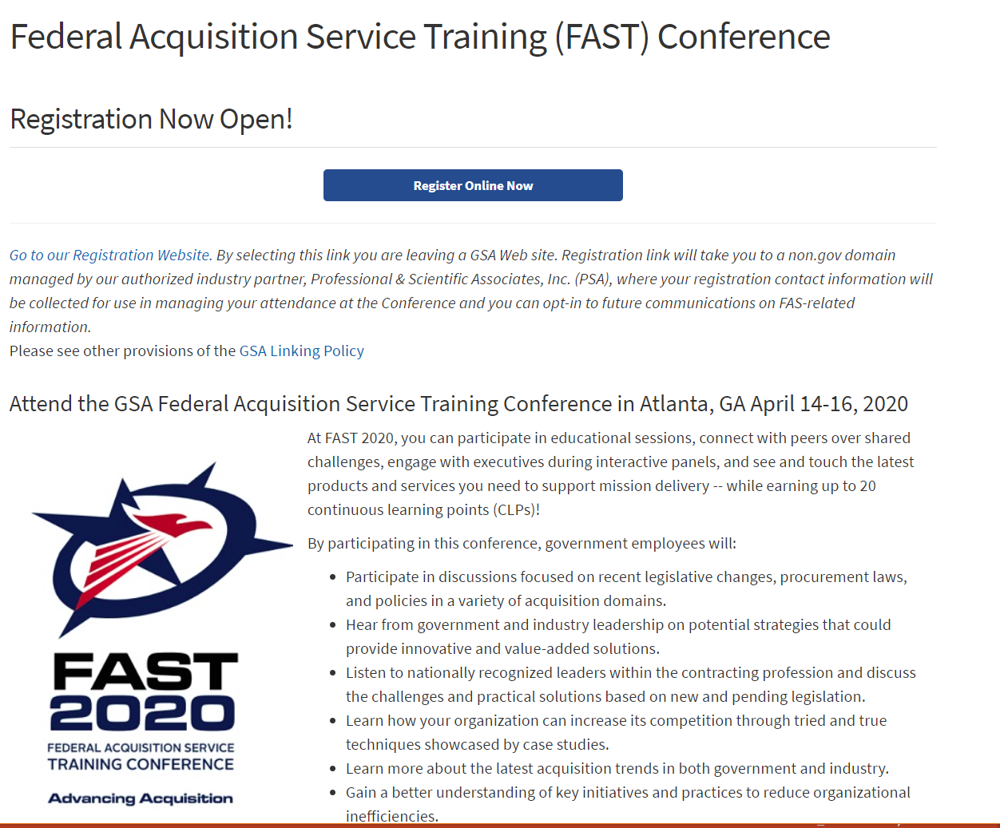 Federal Acquisition Service Training (FAST) Conference
Registration Now Open!
Register Online Now
Go to our Registration Website. By selecting this link you are leaving a GSA Web site. Registration link will take you to a non.gov domain
managed by our authorized industry partner, Professional & Scientific Associates, Inc. (PSA), where your registration contact information will
be collected for use in managing your attendance at the Conference and you can opt-in to future communications on FAS-related
information.
Please see other provisions of the GSA Linking Policy
Attend the GSA Federal Acquisition Service Training Conference in Atlanta, GA April 14-16, 2020
At FAST 2020, you can participate in educational sessions, connect with peers over shared
challenges, engage with executives during interactive panels, and see and touch the latest
products and services you need to support mission delivery -- while earning up to 20
continuous learning points (CLPs)!
By participating in this conference, government employees will:
• Participate in discussions focused on recent legislative changes, procurement laws,
and policies in a variety of acquisition domains.
• Hear from government and industry leadership on potential strategies that could
provide innovative and value-added solutions.
• Listen to nationally recognized leaders within the contracting profession and discuss
the challenges and practical solutions based on new and pending legislation.
• Learn how your organization can increase its competition through tried and true
techniques showcased by case studies.
• Learn more about the latest acquisition trends in both government and industry.
• Gain a better understanding of key initiatives and practices to reduce organizational
inefficiencies.
FAST
2020
FEDERAL ACQUISITION SERVICE
TRAINING CONFERENCE
Advancing Acquisition